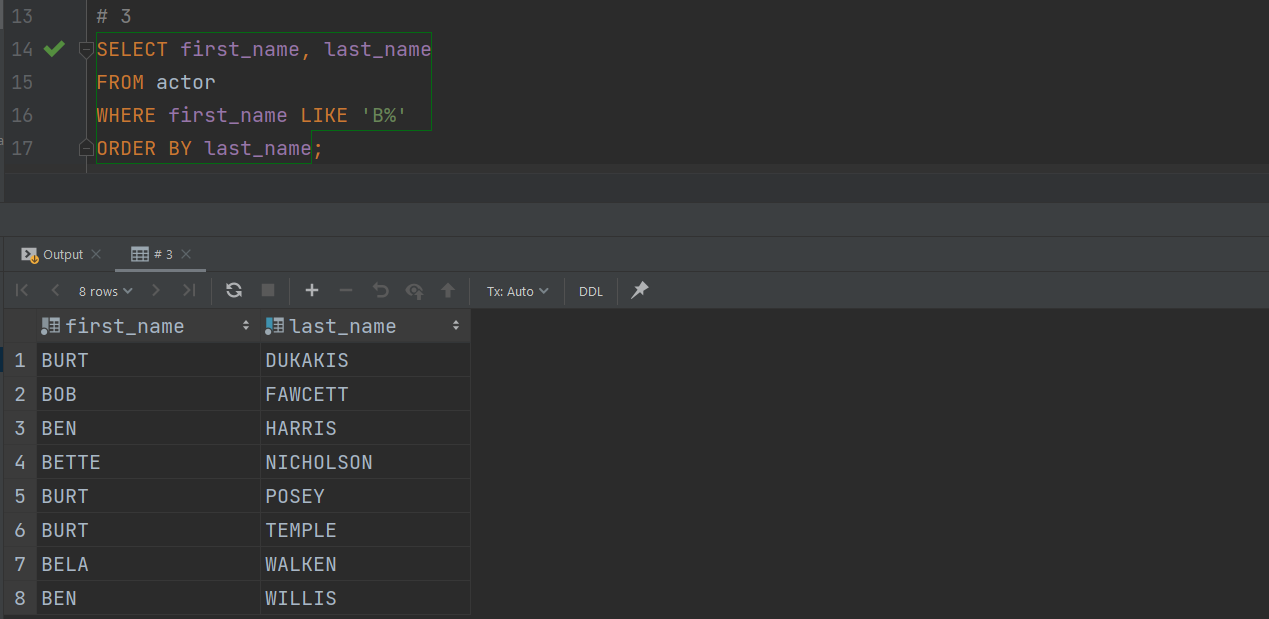 13 # 3
14 SELECT first_name, last_name
15 FROM actor
16 WHERE first_name LIKE 'B%'
17 ORDER BY last_name;
Output # 3
8 rows Tx: Auto DDL
first_name last_name
1 BURT DUKAKIS
2 BOB FAWCETT
3 BEN HARRIS
4 BETTE NICHOLSON
5 BURT POSEY
6 BURT TEMPLE
7 BELA WALKEN
8 BEN WILLIS